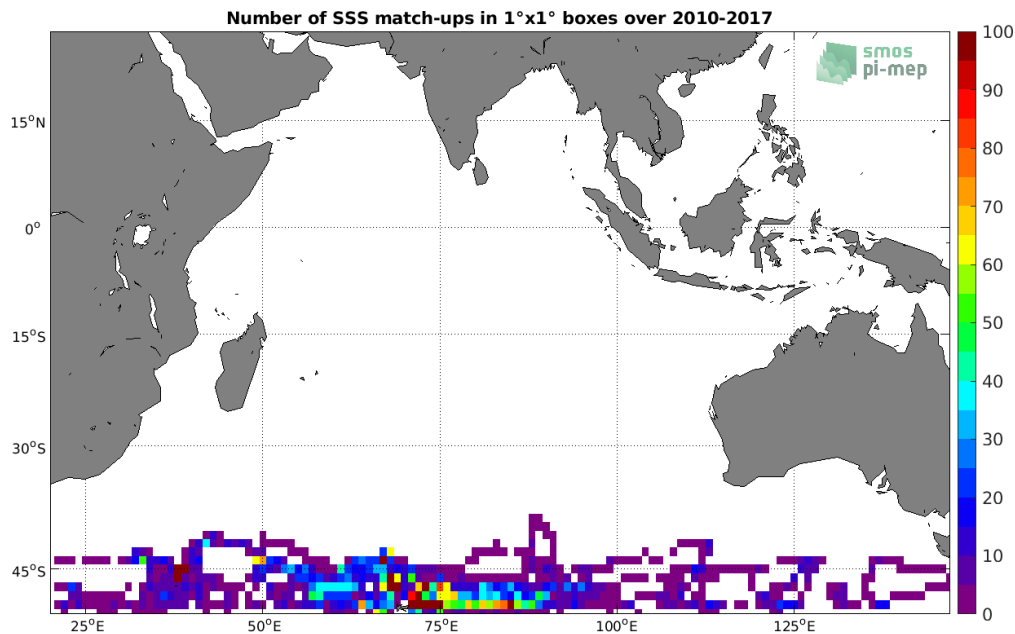 Number of SSS match-ups in 1°x1° boxes over 2010-2017
smos
pi-mep
15°N
0°
15°S
30°S
45°S
25°E
50°E
75°E
100°E
125°E
100
90
80
70
60
50
40
30
20
10
0